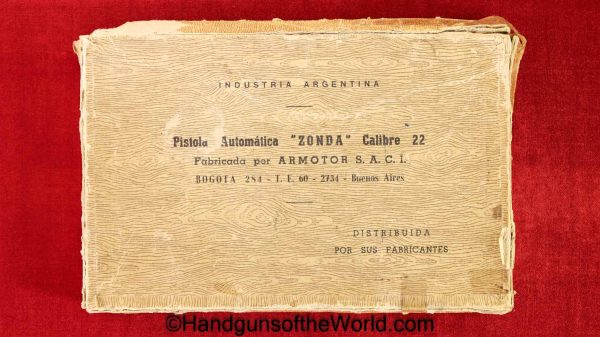 INDUSTRIA ARGENTINA
Pistola Automática "ZONDA" Calibre 22
Fabricada por ARMOTOR S. A. C. I.
BOGOTA 284 - T. E. 60 - 2734 - Buenos Aires
DISTRIBUIDA
POR SUS FABRICANTES
©HandgunsoftheWorld.com